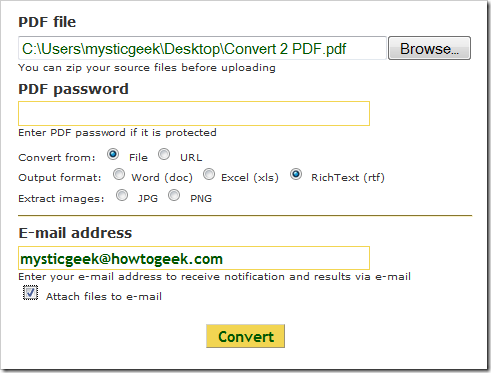 PDF file
C:\Users\mysticgeek\Desktop\Convert 2 PDF.pdf Browse...
You can zip your source files before uploading
PDF password
Enter PDF password if it is protected
Convert from: File URL
Output format: Word (doc) Excel (xls) RichText (rtf)
Extract images: JPG PNG
E-mail address
mysticgeek@howtogeek.com
Enter your e-mail address to receive notification and results via e-mail
Attach files to e-mail
Convert